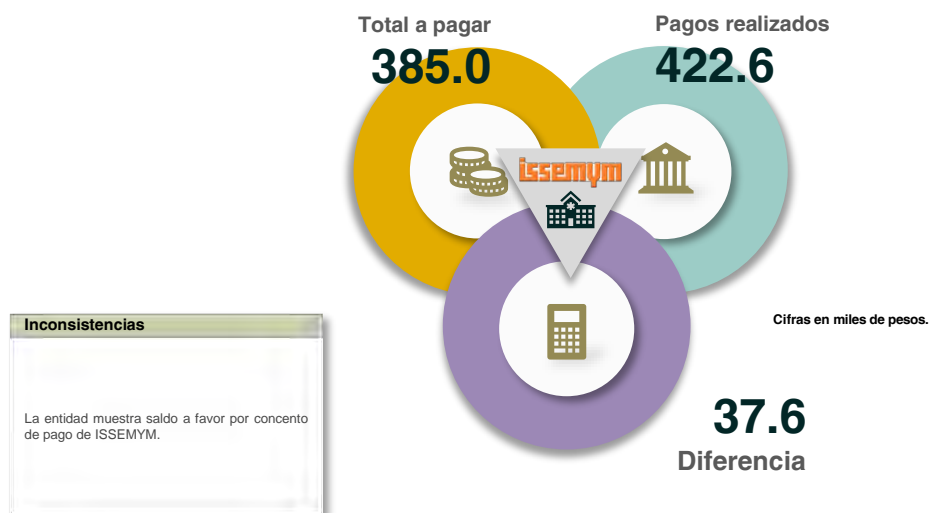 Total a pagar
385.0
Pagos realizados
422.6
issemym
Inconsistencias
La entidad muestra saldo a favor por concento
de pago de ISSEMYM.
Cifras en miles de pesos.
37.6
Diferencia